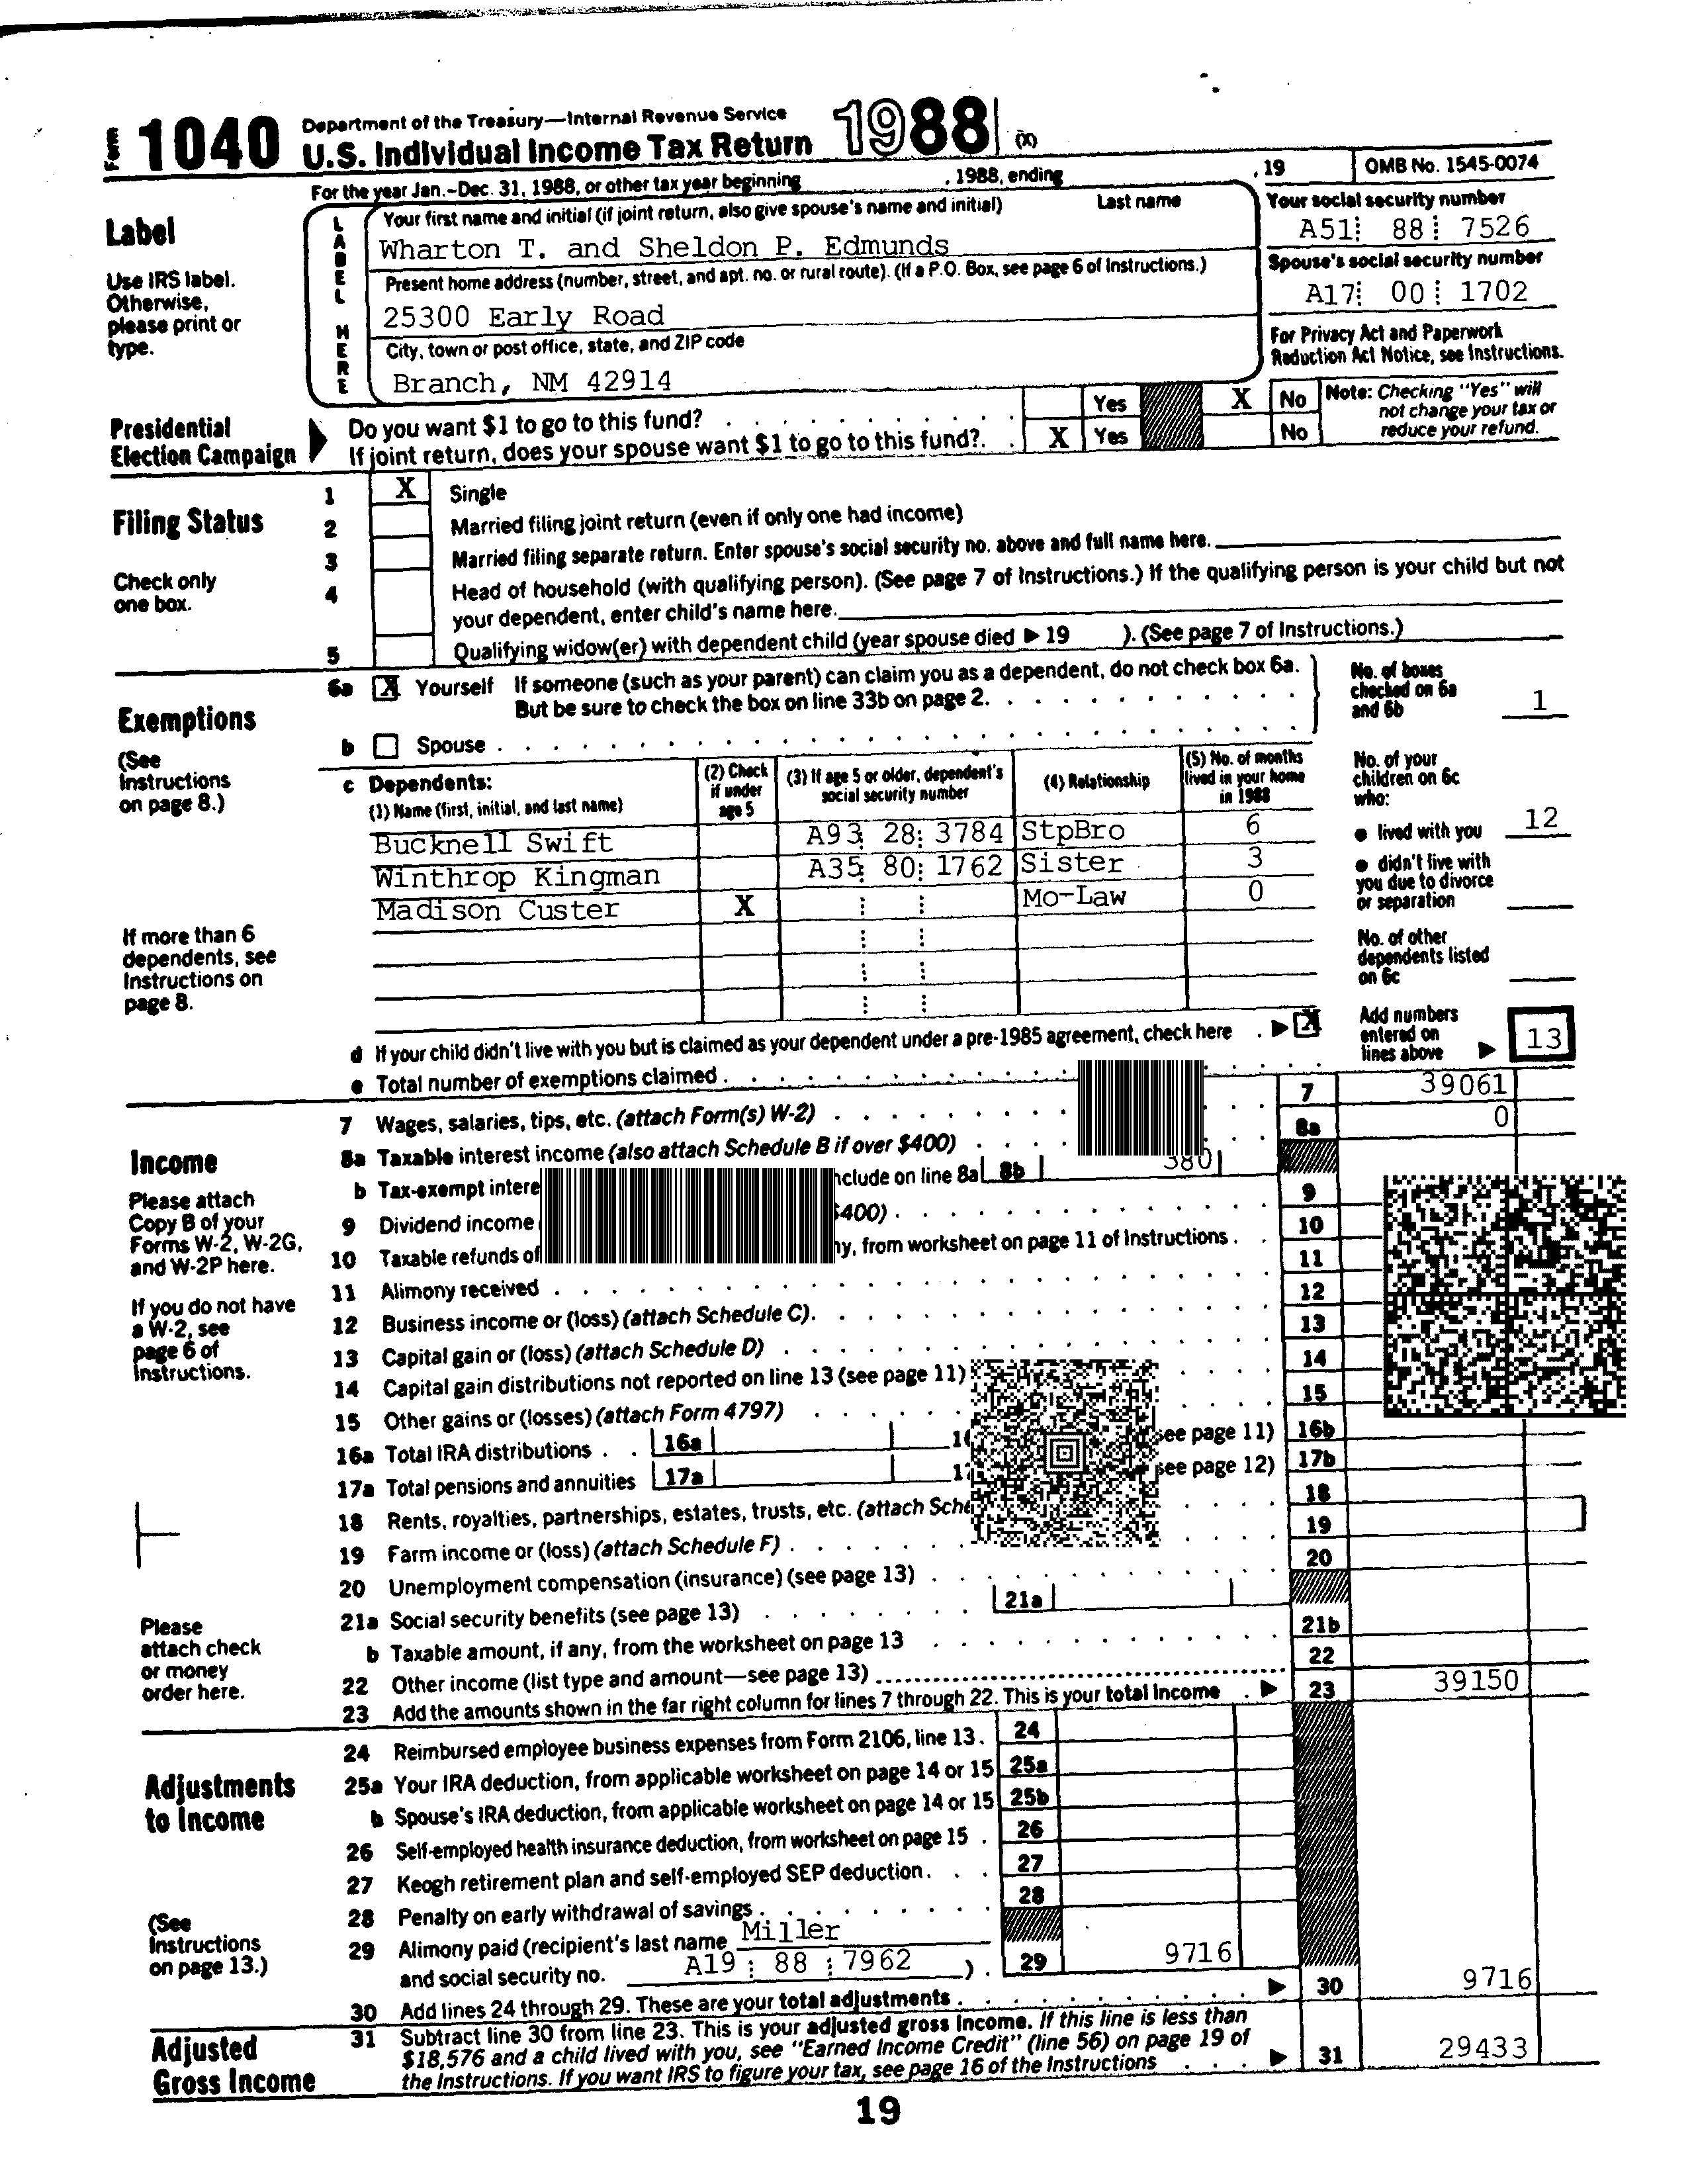 Form 1040 Department of the Treasury—Internal Revenue Service
U.S. Individual Income Tax Return 1988 (X)
For the year Jan.–Dec. 31, 1988, or other tax year beginning , 1988, ending , 19 OMB No. 1545-0074
Label
Use IRS label.
Otherwise,
please print or
type.
LABEL HERE
Your first name and initial (if joint return, also give spouse's name and initial) Last name
Wharton T. and Sheldon P. Edmunds
Present home address (number, street, and apt. no. or rural route). (If a P.O. Box, see page 6 of Instructions.)
25300 Early Road
City, town or post office, state, and ZIP code
Branch, NM 42914
Your social security number
A51 88 7526
Spouse's social security number
A17 00 1702
For Privacy Act and Paperwork
Reduction Act Notice, see Instructions.
Presidential
Election Campaign
Do you want $1 to go to this fund? Yes X No
If joint return, does your spouse want $1 to go to this fund? X Yes No
Note: Checking "Yes" will
not change your tax or
reduce your refund.
Filing Status
Check only
one box.
1 X Single
2 Married filing joint return (even if only one had income)
3 Married filing separate return. Enter spouse's social security no. above and full name here.
4 Head of household (with qualifying person). (See page 7 of Instructions.) If the qualifying person is your child but not
your dependent, enter child's name here.
5 Qualifying widow(er) with dependent child (year spouse died ▶ 19 ). (See page 7 of Instructions.)
Exemptions
(See
Instructions
on page 8.)
If more than 6
dependents, see
Instructions on
page 8.
6a X Yourself If someone (such as your parent) can claim you as a dependent, do not check box 6a.
But be sure to check the box on line 33b on page 2.
b Spouse
c Dependents:
(1) Name (first, initial, and last name)
(2) Check
if under
age 5
(3) If age 5 or older, dependent's
social security number
(4) Relationship
(5) No. of months
lived in your home
in 1988
Bucknell Swift A93 28 3784 StpBro 6
Winthrop Kingman A35 80 1762 Sister 3
Madison Custer X Mo-Law 0
No. of boxes
checked on 6a
and 6b 1
No. of your
children on 6c
who:
● lived with you 12
● didn't live with
you due to divorce
or separation
No. of other
dependents listed
on 6c
Add numbers
entered on
lines above ▶ 13
d If your child didn't live with you but is claimed as your dependent under a pre-1985 agreement, check here ▶ X
e Total number of exemptions claimed
Income
Please attach
Copy B of your
Forms W-2, W-2G,
and W-2P here.
If you do not have
a W-2, see
page 6 of
Instructions.
Please
attach check
or money
order here.
7 Wages, salaries, tips, etc. (attach Form(s) W-2) 7 39061
8a Taxable interest income (also attach Schedule B if over $400) 8a 0
b Tax-exempt include on line 8a 8b 380
9 Dividend income $400) 9
10 Taxable refunds of from worksheet on page 11 of Instructions. 10
11 Alimony received 11
12 Business income or (loss) (attach Schedule C) 12
13 Capital gain or (loss) (attach Schedule D) 13
14 Capital gain distributions not reported on line 13 (see page 11) 14
15 Other gains or (losses) (attach Form 4797) 15
16a Total IRA distributions 16a see page 11) 16b
17a Total pensions and annuities 17a see page 12) 17b
18 Rents, royalties, partnerships, estates, trusts, etc. (attach 18
19 Farm income or (loss) (attach Schedule F) 19
20 Unemployment compensation (insurance) (see page 13) 20
21a Social security benefits (see page 13) 21a
b Taxable amount, if any, from the worksheet on page 13 21b
22 Other income (list type and amount—see page 13) 22
23 Add the amounts shown in the far right column for lines 7 through 22. This is your total income ▶ 23 39150
Adjustments
to Income
(See
Instructions
on page 13.)
24 Reimbursed employee business expenses from Form 2106, line 13. 24
25a Your IRA deduction, from applicable worksheet on page 14 or 15 25a
b Spouse's IRA deduction, from applicable worksheet on page 14 or 15 25b
26 Self-employed health insurance deduction, from worksheet on page 15 26
27 Keogh retirement plan and self-employed SEP deduction 27
28 Penalty on early withdrawal of savings 28
29 Alimony paid (recipient's last name Miller
and social security no. A19 88 7962 ) 29 9716
30 Add lines 24 through 29. These are your total adjustments ▶ 30 9716
Adjusted
Gross Income
31 Subtract line 30 from line 23. This is your adjusted gross income. If this line is less than
$18,576 and a child lived with you, see "Earned Income Credit" (line 56) on page 19 of
the Instructions. If you want IRS to figure your tax, see page 16 of the Instructions ▶ 31 29433
19